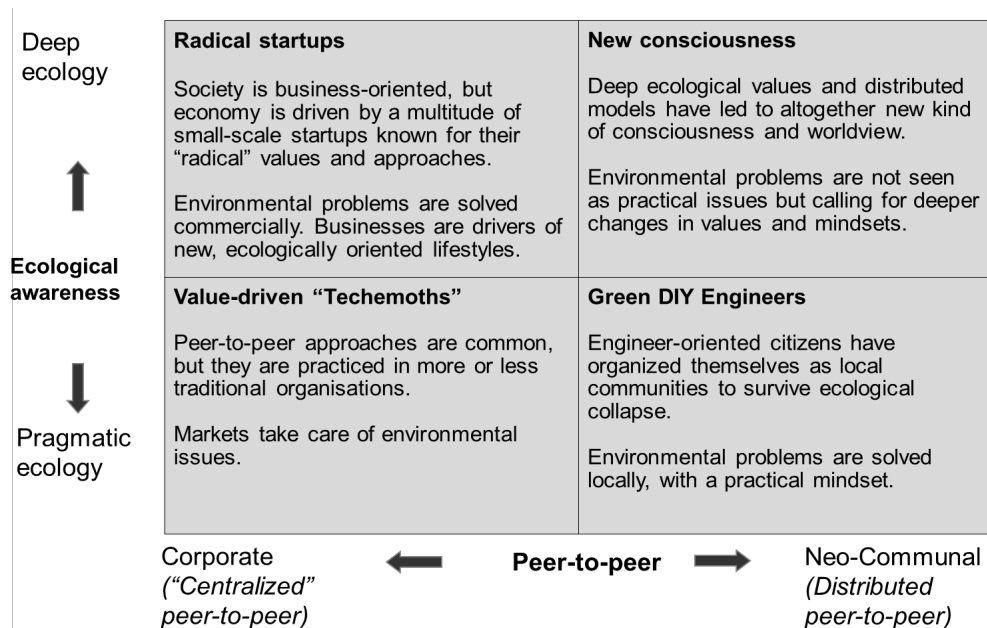 Deep
ecology
Ecological
awareness
Pragmatic
ecology
Radical startups
Society is business-oriented, but
economy is driven by a multitude of
small-scale startups known for their
“radical” values and approaches.
Environmental problems are solved
commercially. Businesses are drivers of
new, ecologically oriented lifestyles.
New consciousness
Deep ecological values and distributed
models have led to altogether new kind
of consciousness and worldview.
Environmental problems are not seen
as practical issues but calling for deeper
changes in values and mindsets.
Value-driven “Techemoths”
Peer-to-peer approaches are common,
but they are practiced in more or less
traditional organisations.
Markets take care of environmental
issues.
Green DIY Engineers
Engineer-oriented citizens have
organized themselves as local
communities to survive ecological
collapse.
Environmental problems are solved
locally, with a practical mindset.
Corporate
(“Centralized”
peer-to-peer)
Peer-to-peer
Neo-Communal
(Distributed
peer-to-peer)